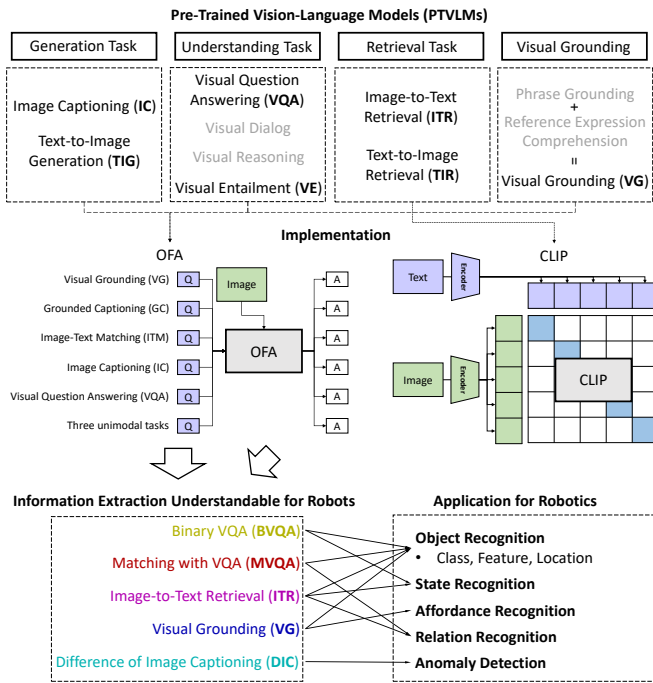 Pre-Trained Vision-Language Models (PTVLMs)
Generation Task
Understanding Task
Retrieval Task
Visual Grounding
Image Captioning (IC)
Text-to-Image
Generation (TIG)
Visual Question
Answering (VQA)
Visual Dialog
Visual Reasoning
Visual Entailment (VE)
Image-to-Text
Retrieval (ITR)
Text-to-Image
Retrieval (TIR)
Phrase Grounding
+
Reference Expression
Comprehension
=
Visual Grounding (VG)
Implementation
OFA
Visual Grounding (VG)
Q
Image
A
Grounded Captioning (GC)
Q
A
Image-Text Matching (ITM)
Q
A
OFA
Image Captioning (IC)
Q
A
Visual Question Answering (VQA)
Q
A
Three unimodal tasks
Q
A
CLIP
Text
Encoder
Image
Encoder
CLIP
Information Extraction Understandable for Robots
Binary VQA (BVQA)
Matching with VQA (MVQA)
Image-to-Text Retrieval (ITR)
Visual Grounding (VG)
Difference of Image Captioning (DIC)
Application for Robotics
Object Recognition
• Class, Feature, Location
State Recognition
Affordance Recognition
Relation Recognition
Anomaly Detection